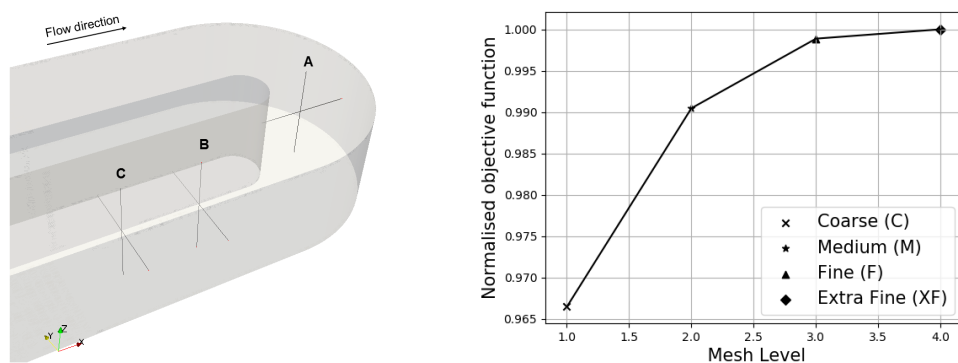 Flow direction
A
B
C
Z
Y
X
Normalised objective function
1.000
0.995
0.990
0.985
0.980
0.975
0.970
0.965
1.0 1.5 2.0 2.5 3.0 3.5 4.0
Mesh Level
Coarse (C)
Medium (M)
Fine (F)
Extra Fine (XF)